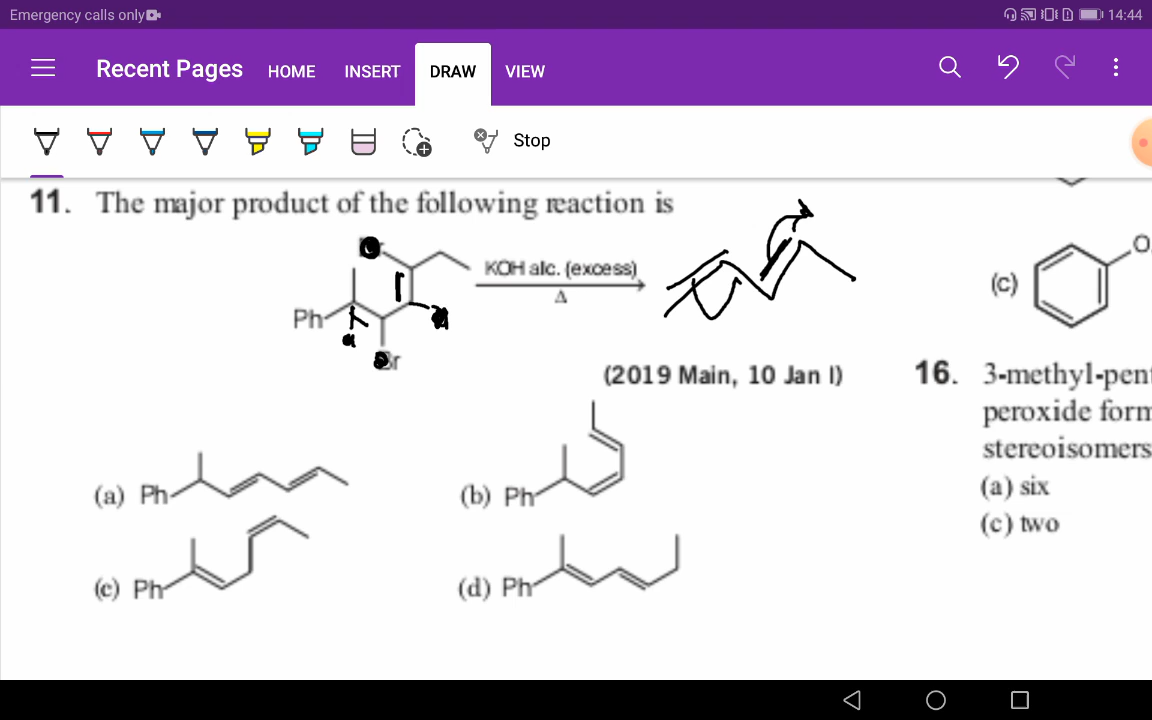 Emergency calls only 14:44
Recent Pages HOME INSERT DRAW VIEW
Stop
11. The major product of the following reaction is
KOH alc. (excess)
Δ
Ph
Br
(2019 Main, 10 Jan I)
(a) Ph
(b) Ph
(c) Ph
(d) Ph
O
(c)
16. 3-methyl-pent
peroxide form
stereoisomers
(a) six
(c) two